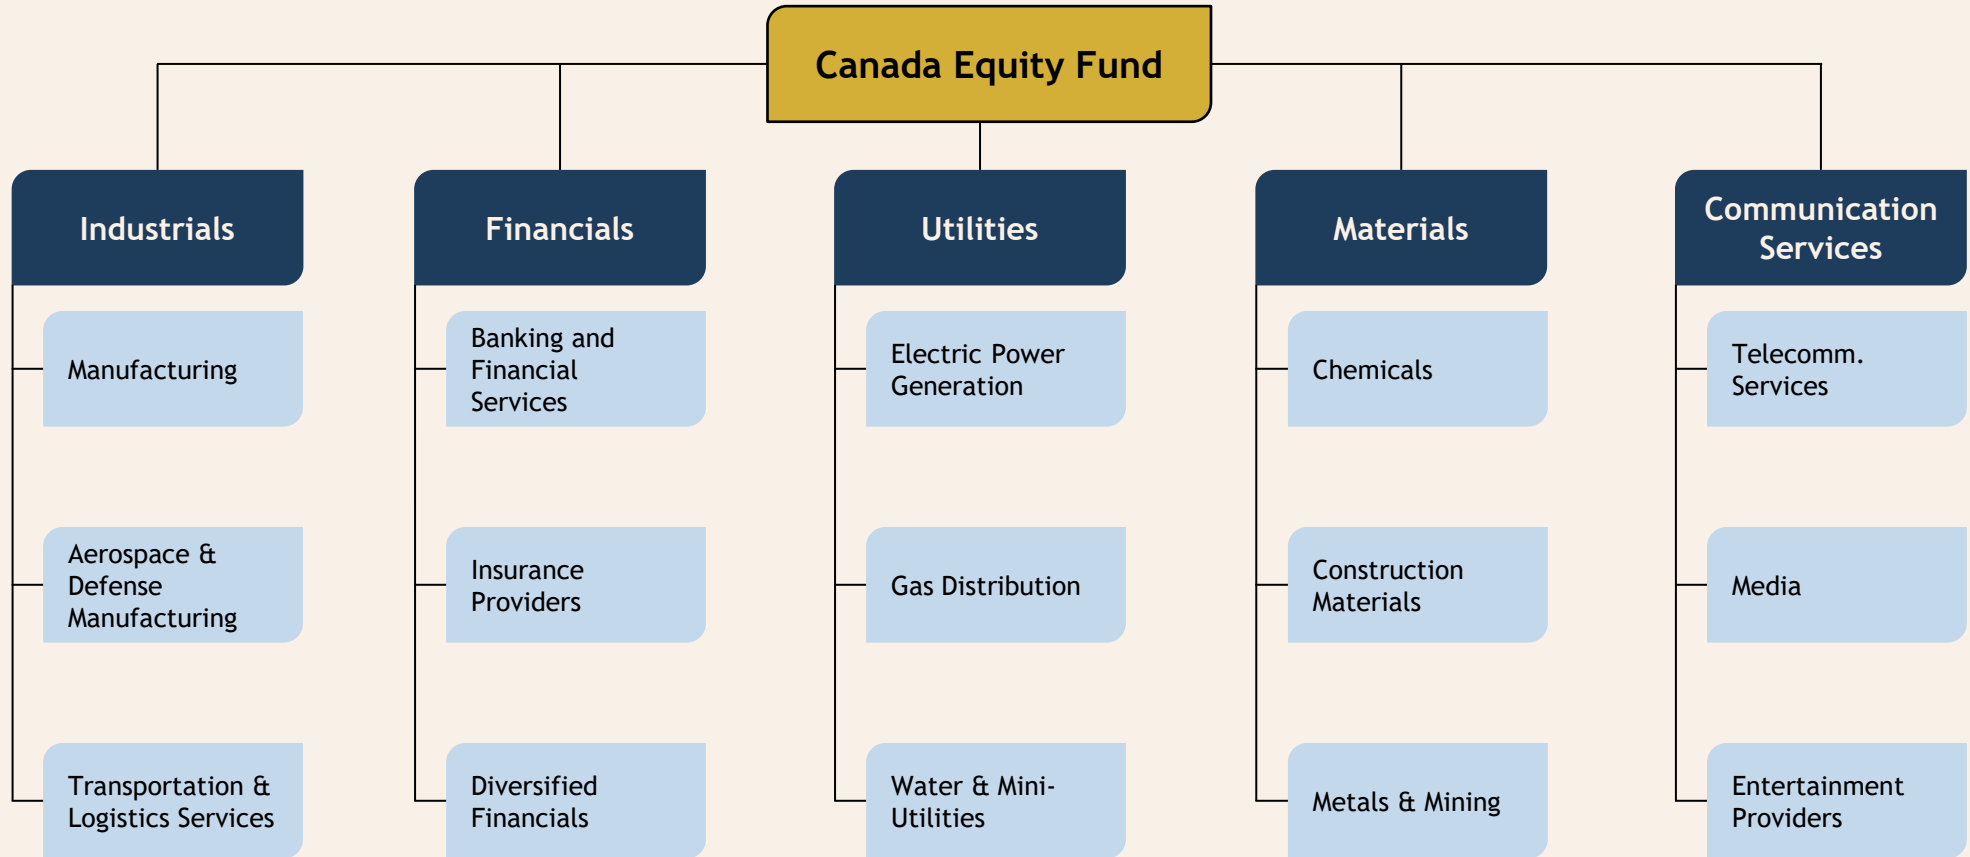 Canada Equity Fund
Industrials
Manufacturing
Aerospace &
Defense
Manufacturing
Transportation &
Logistics Services
Financials
Banking and
Financial
Services
Insurance
Providers
Diversified
Financials
Utilities
Electric Power
Generation
Gas Distribution
Water & Mini-
Utilities
Materials
Chemicals
Construction
Materials
Metals & Mining
Communication
Services
Telecomm.
Services
Media
Entertainment
Providers